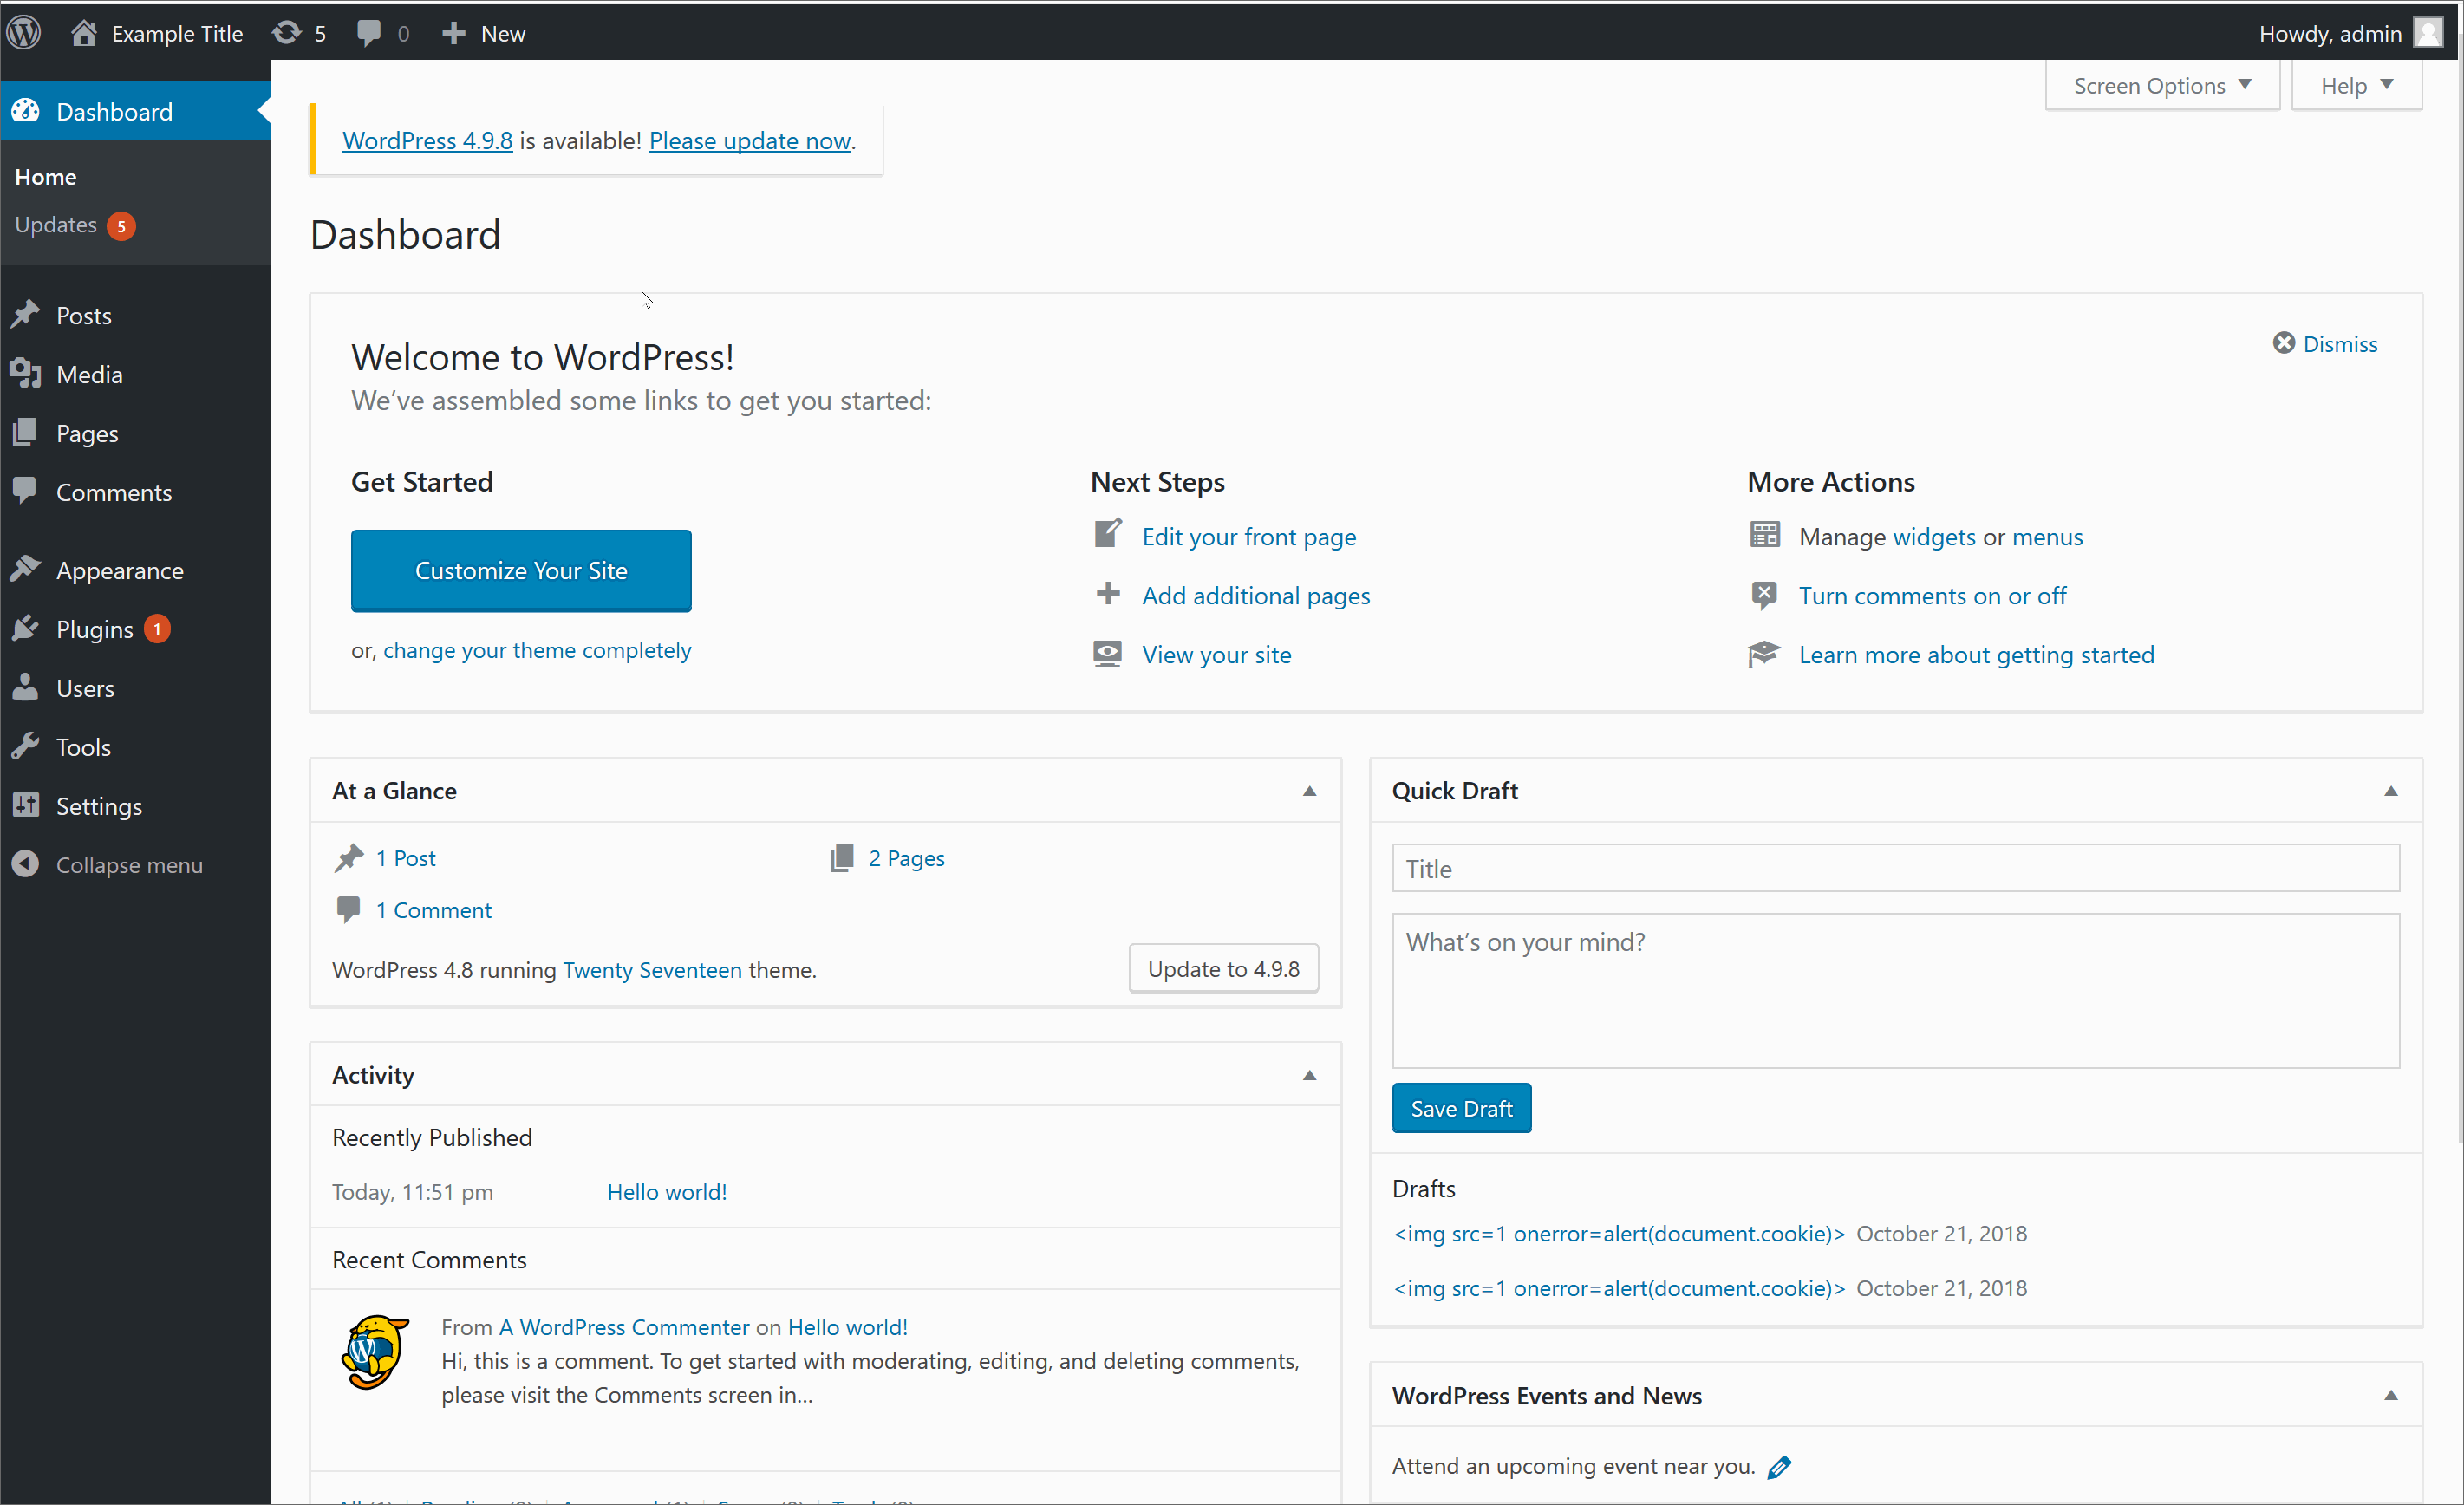 Example Title 5 0 New Howdy, admin
Screen Options Help
Dashboard
Home
Updates 5
Posts
Media
Pages
Comments
Appearance
Plugins 1
Users
Tools
Settings
Collapse menu
WordPress 4.9.8 is available! Please update now.
Dashboard
Welcome to WordPress!
Dismiss
We’ve assembled some links to get you started:
Get Started
Customize Your Site
or, change your theme completely
Next Steps
Edit your front page
Add additional pages
View your site
More Actions
Manage widgets or menus
Turn comments on or off
Learn more about getting started
At a Glance
1 Post
2 Pages
1 Comment
WordPress 4.8 running Twenty Seventeen theme.
Update to 4.9.8
Activity
Recently Published
Today, 11:51 pm Hello world!
Recent Comments
From A WordPress Commenter on Hello world!
Hi, this is a comment. To get started with moderating, editing, and deleting comments,
please visit the Comments screen in...
Quick Draft
Title
What’s on your mind?
Save Draft
Drafts
<img src=1 onerror=alert(document.cookie)> October 21, 2018
<img src=1 onerror=alert(document.cookie)> October 21, 2018
WordPress Events and News
Attend an upcoming event near you.